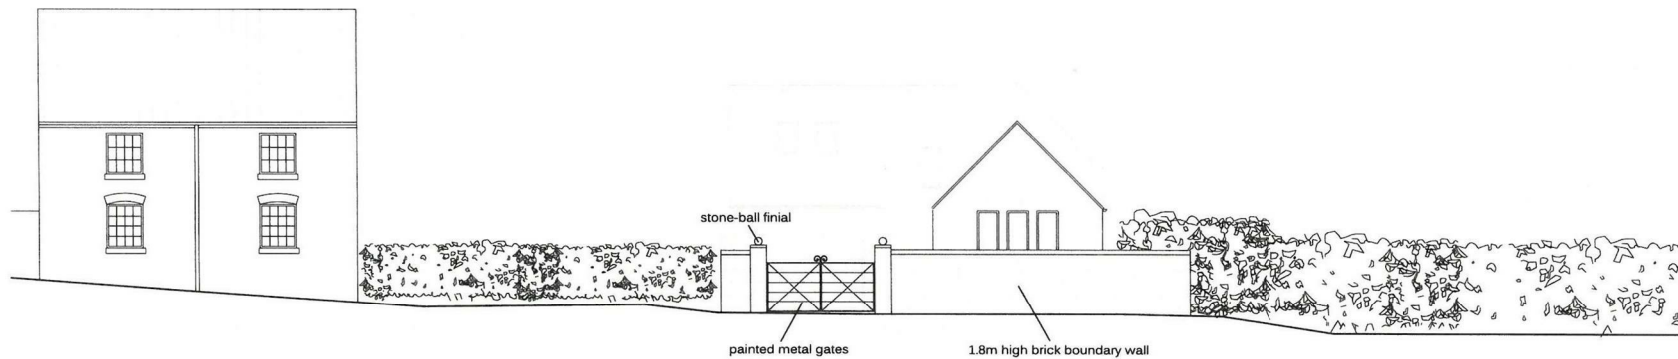 stone-ball finial
painted metal gates
1.8m high brick boundary wall